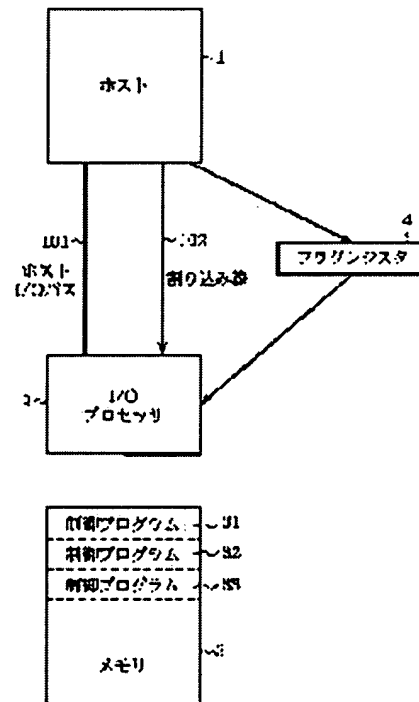 ホスト
1
4
101
102
フラグレジスタ
ホスト
I/Oバス
割り込み線
I/O
プロセッサ
制御プログラム
31
制御プログラム
32
制御プログラム
33
メモリ
3